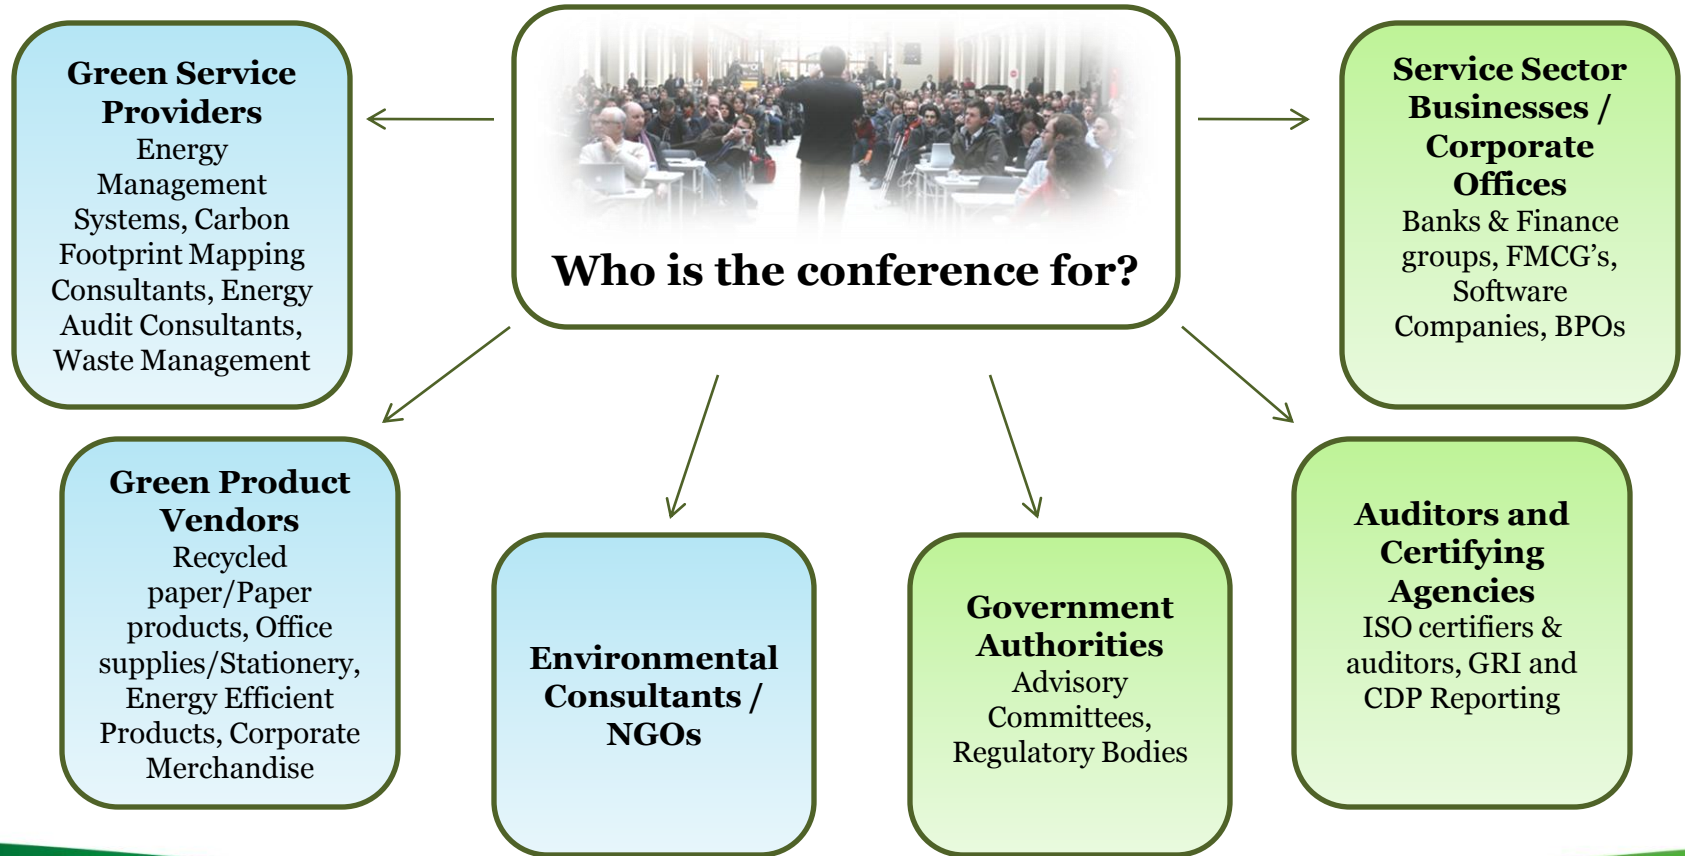 Who is the conference for?
Green Service
Providers
Energy
Management
Systems, Carbon
Footprint Mapping
Consultants, Energy
Audit Consultants,
Waste Management
Green Product
Vendors
Recycled
paper/Paper
products, Office
supplies/Stationery,
Energy Efficient
Products, Corporate
Merchandise
Environmental
Consultants /
NGOs
Government
Authorities
Advisory
Committees,
Regulatory Bodies
Auditors and
Certifying
Agencies
ISO certifiers &
auditors, GRI and
CDP Reporting
Service Sector
Businesses /
Corporate
Offices
Banks & Finance
groups, FMCG’s,
Software
Companies, BPOs